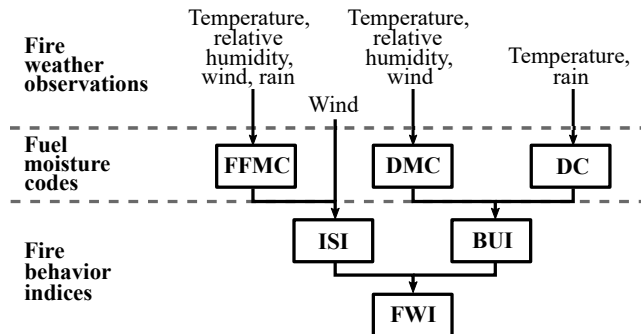 Fire
weather
observations
Temperature,
relative
humidity,
wind, rain
Wind
Temperature,
relative
humidity,
wind
Temperature,
rain
Fuel
moisture
codes
FFMC
DMC
DC
Fire
behavior
indices
ISI
BUI
FWI